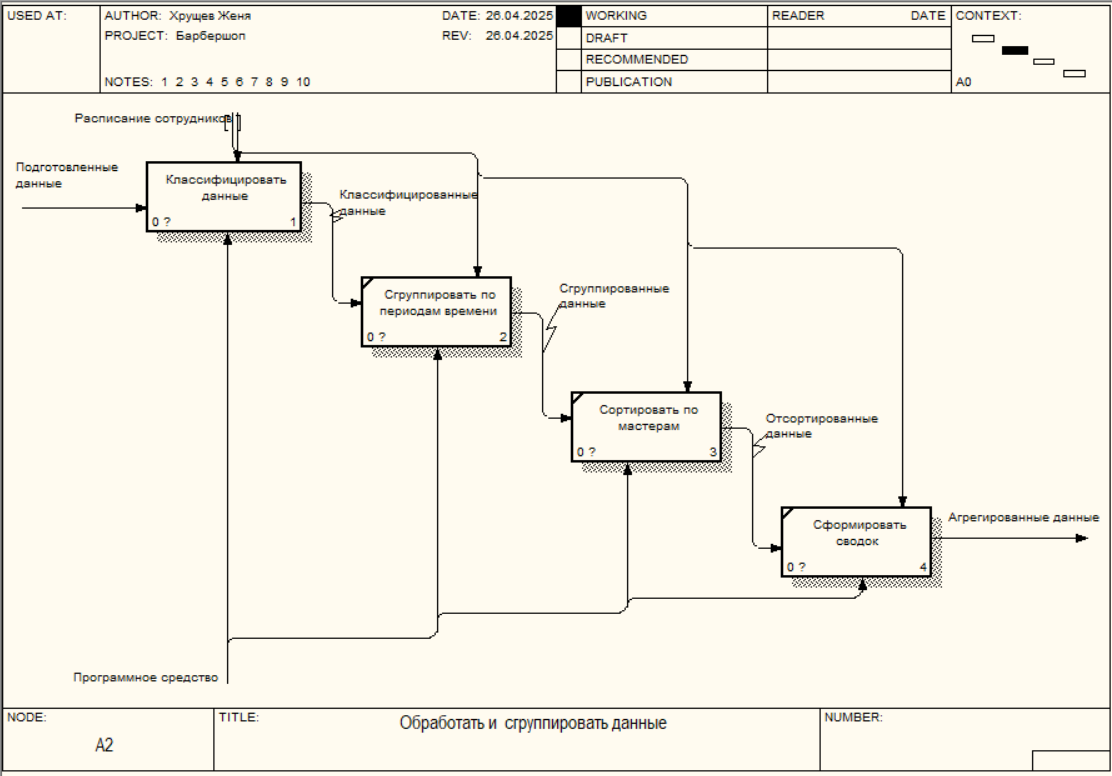 USED AT:
AUTHOR: Хрущев Женя
DATE: 26.04.2025
PROJECT: Барбершоп
REV: 26.04.2025
NOTES: 1 2 3 4 5 6 7 8 9 10
WORKING
DRAFT
RECOMMENDED
PUBLICATION
READER DATE
CONTEXT:
A0
Расписание сотрудников
Подготовленные
данные
Классифицировать
данные
0 ? 1
Классифицированные
данные
Сгруппировать по
периодам времени
0 ? 2
Сгруппированные
данные
Сортировать по
мастерам
0 ? 3
Отсортированные
данные
Сформировать
сводок
0 ? 4
Агрегированные данные
Программное средство
NODE:
A2
TITLE:
Обработать и сгруппировать данные
NUMBER: